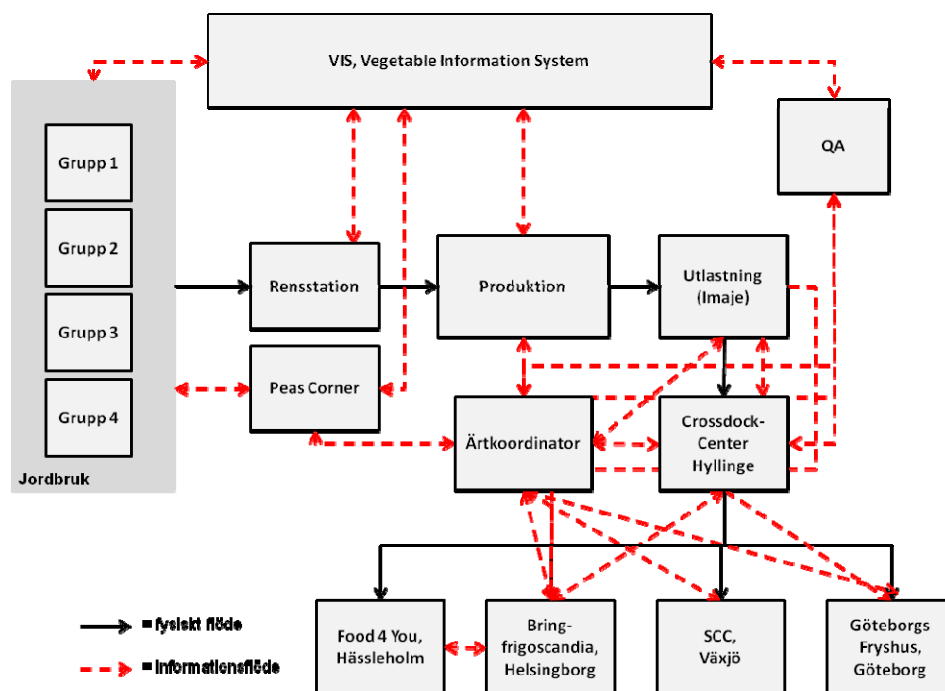 VIS, Vegetable Information System
QA
Grupp 1
Grupp 2
Grupp 3
Grupp 4
Jordbruk
Rensstation
Produktion
Utlastning
(Imaje)
Peas Corner
Ärtkoordinator
Crossdock-
Center
Hyllinge
Food 4 You,
Hässleholm
Bring-
frigoscandia,
Helsingborg
SCC,
Växjö
Göteborgs
Fryshus,
Göteborg
= fysiskt flöde
= informationsflöde